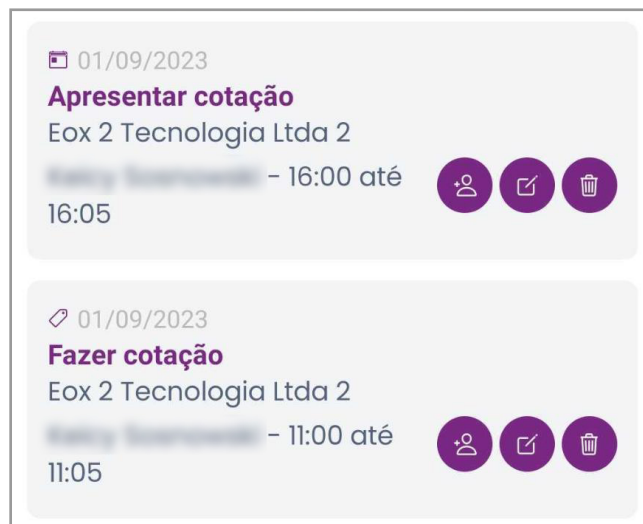 01/09/2023
Apresentar cotação
Eox 2 Tecnologia Ltda 2
- 16:00 até
16:05
01/09/2023
Fazer cotação
Eox 2 Tecnologia Ltda 2
- 11:00 até
11:05